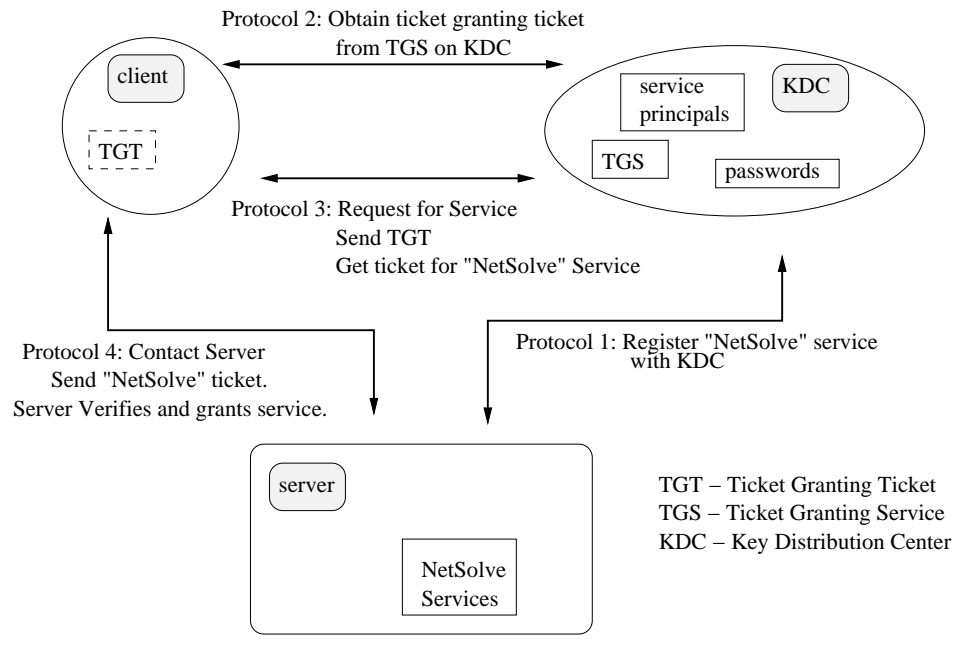 Protocol 2: Obtain ticket granting ticket
from TGS on KDC
client
TGT
service
principals
KDC
TGS
passwords
Protocol 3: Request for Service
Send TGT
Get ticket for "NetSolve" Service
Protocol 4: Contact Server
Send "NetSolve" ticket.
Server Verifies and grants service.
Protocol 1: Register "NetSolve" service
with KDC
server
NetSolve
Services
TGT – Ticket Granting Ticket
TGS – Ticket Granting Service
KDC – Key Distribution Center